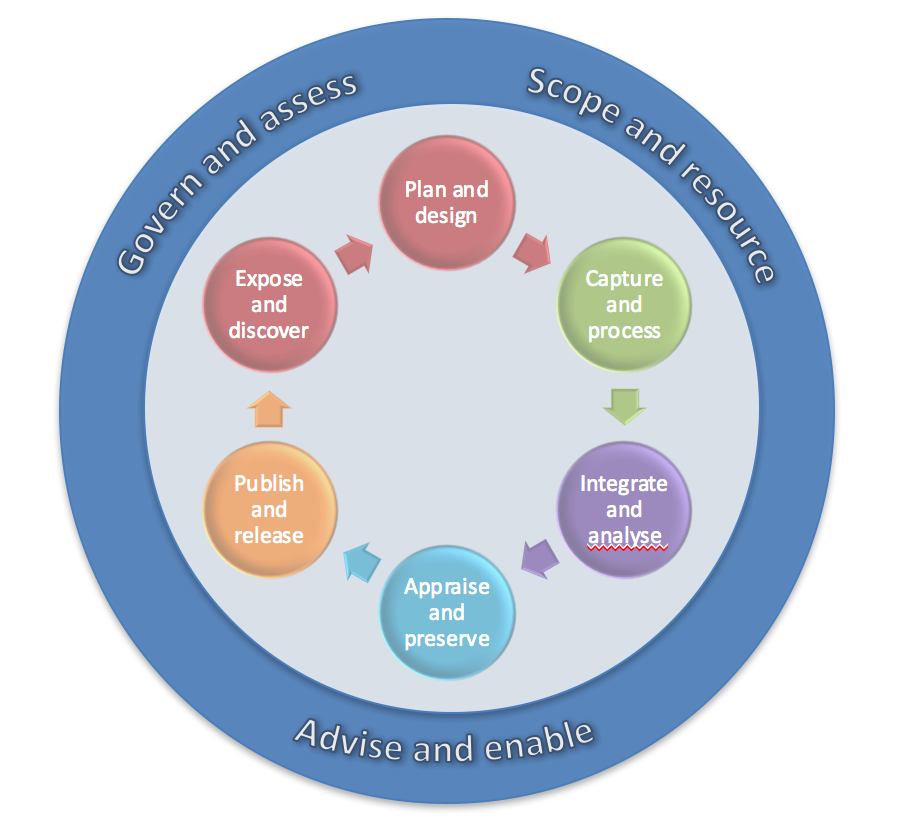 Govern and assess
Scope and resource
Plan and
design
Capture
and
process
Integrate
and
analyse
Appraise
and
preserve
Publish
and
release
Expose
and
discover
Advise and enable